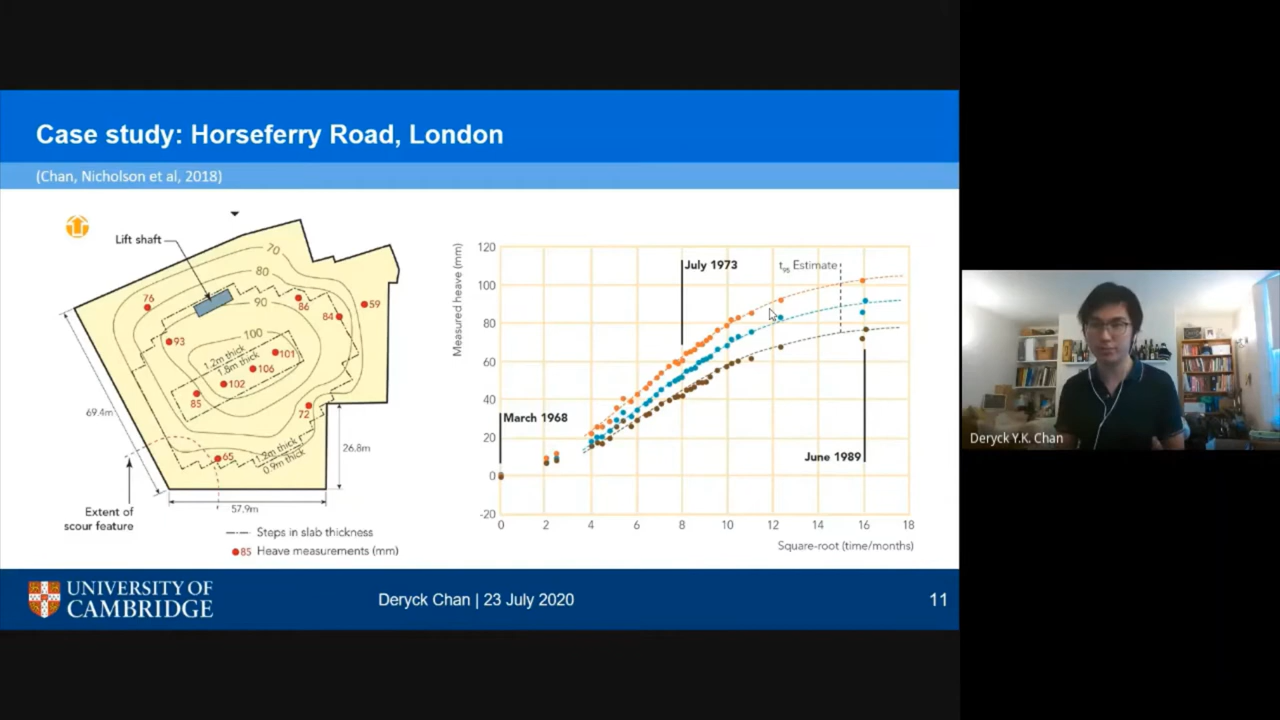 Case study: Horseferry Road, London
(Chan, Nicholson et al, 2018)
Lift shaft
70
80
90
100
76
86
59
84
93
1.2m thick
1.8m thick
101
106
102
85
72
65
1.2m thick
0.9m thick
69.4m
26.8m
57.9m
Extent of
scour feature
Steps in slab thickness
85 Heave measurements (mm)
Measured heave (mm)
120
100
80
60
40
20
0
-20
March 1968
July 1973
t95 Estimate
June 1989
0 2 4 6 8 10 12 14 16 18
Square-root (time/months)
UNIVERSITY OF
CAMBRIDGE
Deryck Chan | 23 July 2020
11
Deryck Y.K. Chan